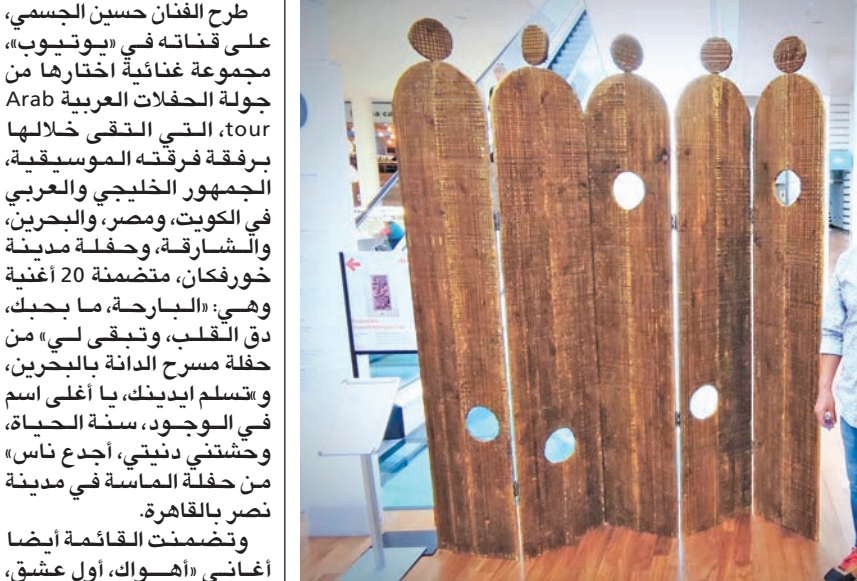 طرح الفنان حسين الجسمي،
على قناته في «يوتيوب»،
مجموعة غنائية اختارها من
جولة الحفلات العربية Arab
tour، التي التقى خلالها
برفقة فرقته الموسيقية،
الجمهور الخليجي والعربي
في الكويت، ومصر، والبحرين،
والشارقة، وحفلة مدينة
خورفكان، متضمنة 20 أغنية
وهي: «البارحة، ما بحبك،
دق القلب، وتبقى لي» من
حفلة مسرح الدانة بالبحرين،
و»تسلم ايدينك، يا أغلى اسم
في الوجود، سنة الحياة،
وحشتني دنيتي، أجدع ناس»
من حفلة الماسة في مدينة
نصر بالقاهرة.
وتضمنت القائمة أيضا
أغاني «أهواك، أول عشق،